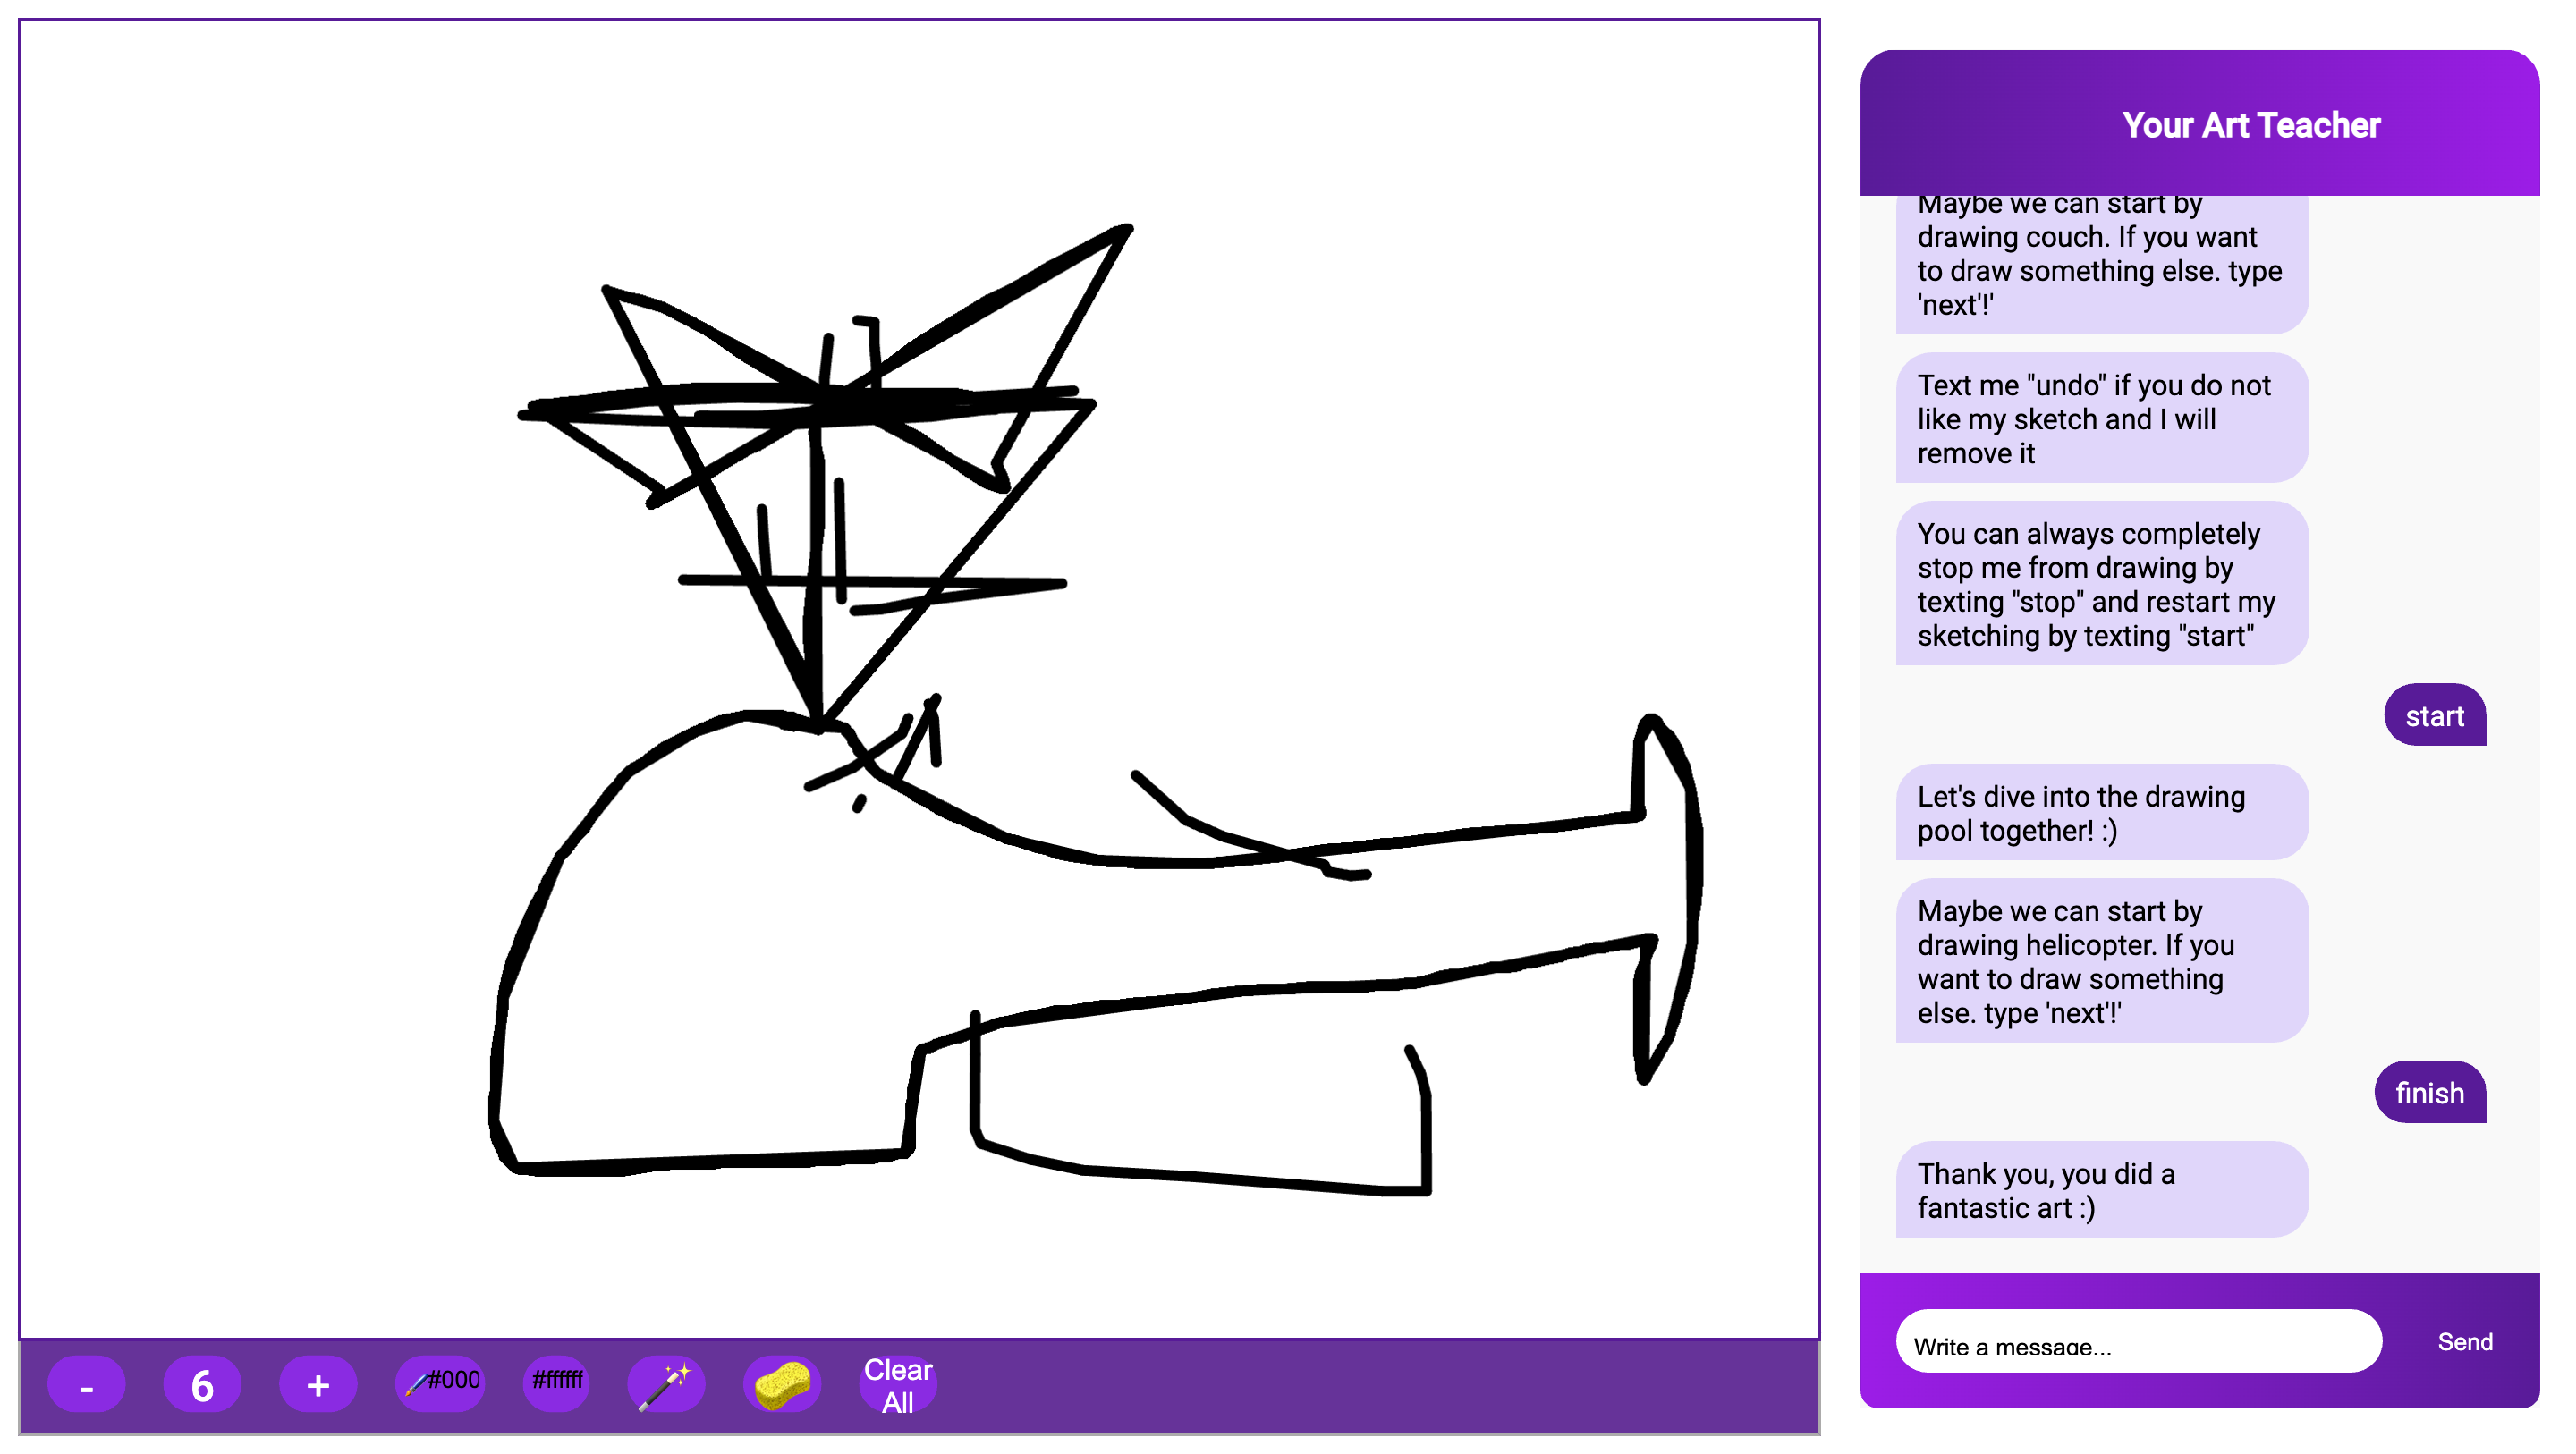 Your Art Teacher
Maybe we can start by
drawing couch. If you want
to draw something else. type
'next'!'
Text me "undo" if you do not
like my sketch and I will
remove it
You can always completely
stop me from drawing by
texting "stop" and restart my
sketching by texting "start"
start
Let's dive into the drawing
pool together! :)
Maybe we can start by
drawing helicopter. If you
want to draw something
else. type 'next'!'
finish
Thank you, you did a
fantastic art :)
Write a message...
Send
-
6
+
#000
#ffffff
Clear
All